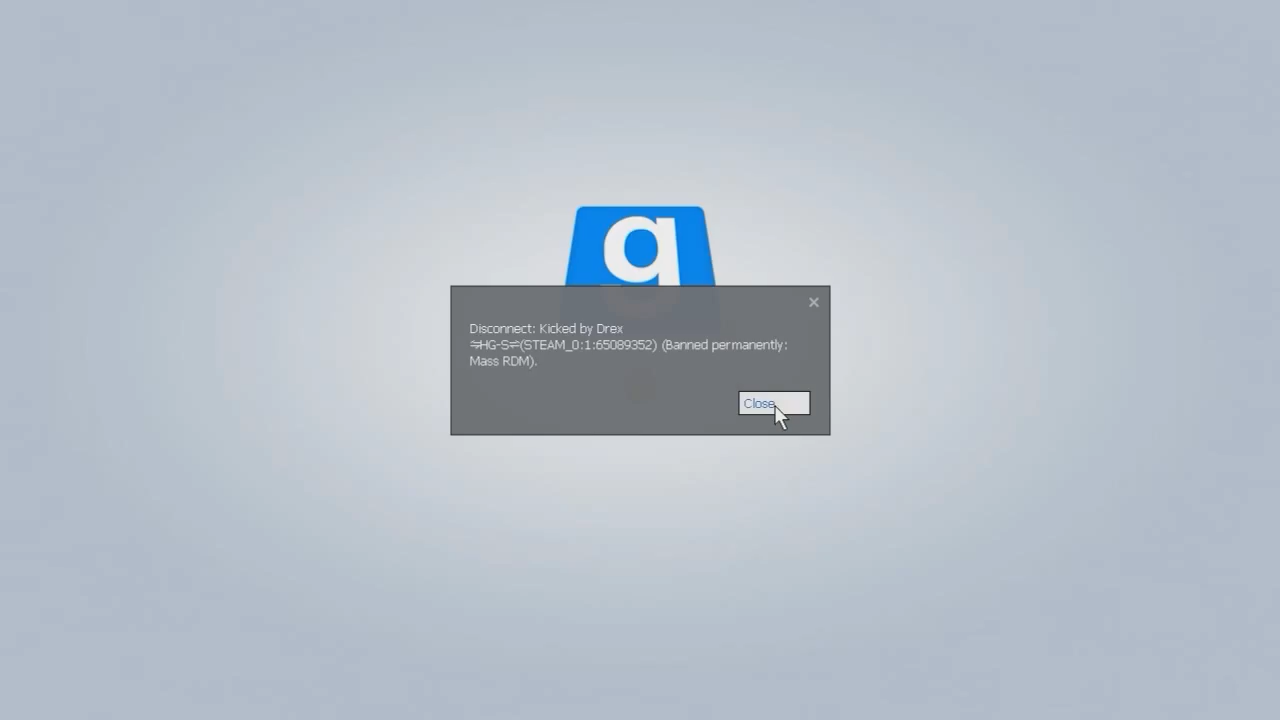 g
Disconnect: Kicked by Drex
⇋HG-S⇌(STEAM_0:1:65089352) (Banned permanently:
Mass RDM).
Close